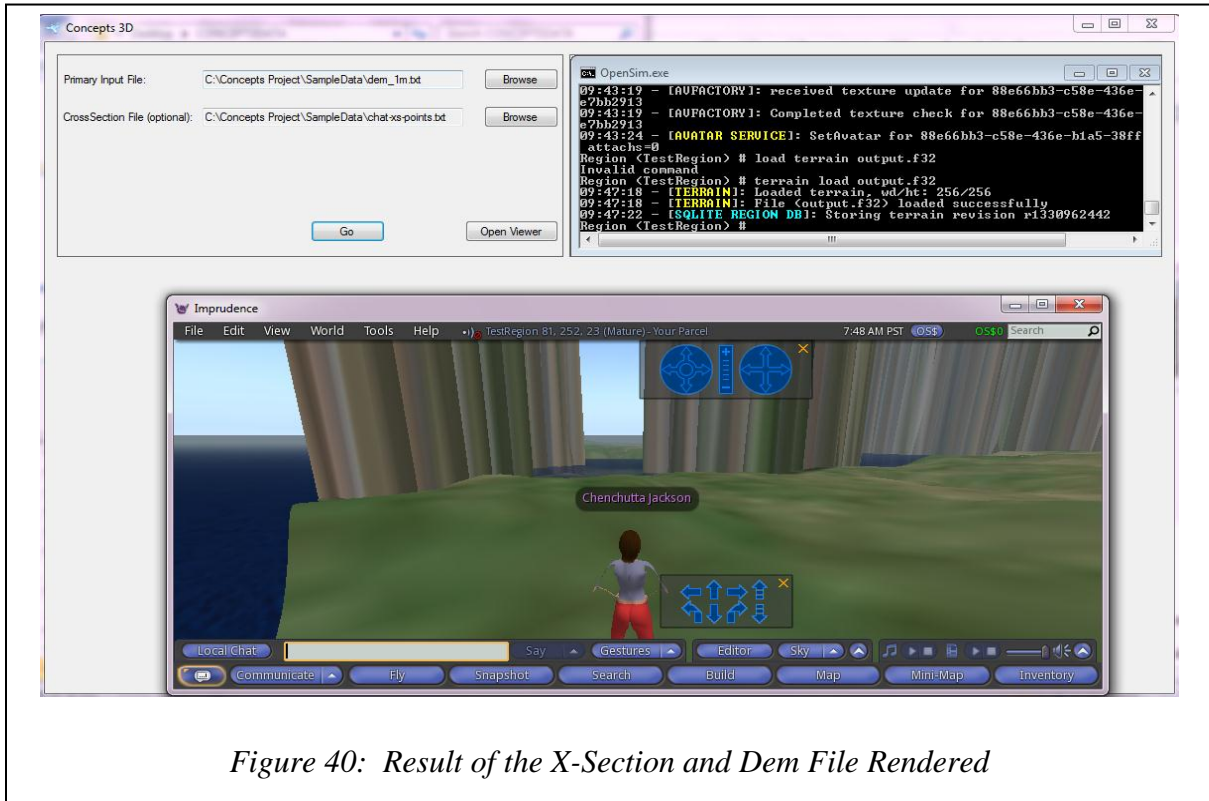 Concepts 3D
Primary Input File: C:\Concepts Project\SampleData\dem_1m.txt Browse
CrossSection File (optional): C:\Concepts Project\SampleData\chat-xs-points.txt Browse
Go Open Viewer
OpenSim.exe
09:43:19 - [AVFACTORY]: received texture update for 88e66bb3-c58e-436e-
e7bb2913
09:43:19 - [AVFACTORY]: Completed texture check for 88e66bb3-c58e-436e-
e7bb2913
09:43:24 - [AVATAR SERVICE]: SetAvatar for 88e66bb3-c58e-436e-b1a5-38ff
attachs=0
Region (TestRegion) # load terrain output.f32
Invalid command
Region (TestRegion) # terrain load output.f32
09:47:18 - [TERRAIN]: Loaded terrain, wd/ht: 256/256
09:47:18 - [TERRAIN]: File (output.f32) loaded successfully
09:47:22 - [SQLITE REGION DB]: Storing terrain revision r1330962442
Region (TestRegion) #
Imprudence
File Edit View World Tools Help TestRegion 81, 252, 23 (Mature) - Your Parcel 7:48 AM PST OS$ OS$0 Search
Chenchutta Jackson
Local Chat Say Gestures Editor Sky
Communicate Fly Snapshot Search Build Map Mini-Map Inventory
Figure 40: Result of the X-Section and Dem File Rendered